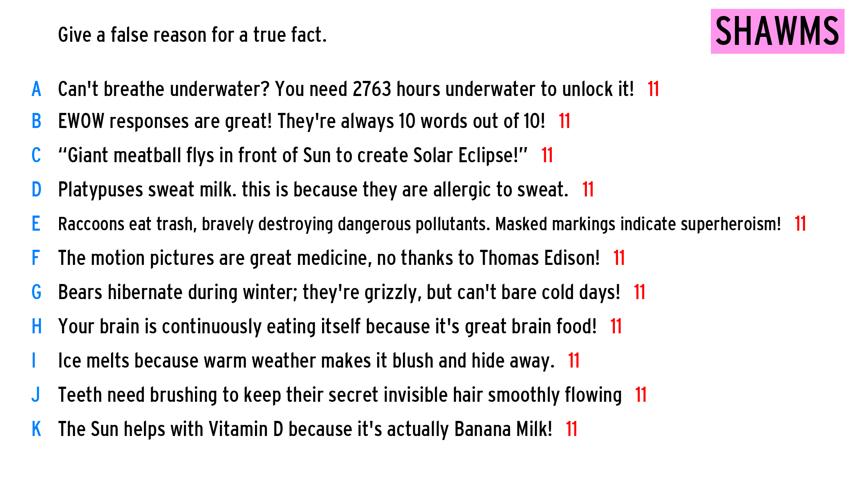 Give a false reason for a true fact.
SHAWMS
A Can't breathe underwater? You need 2763 hours underwater to unlock it! 11
B EWOW responses are great! They're always 10 words out of 10! 11
C “Giant meatball flys in front of Sun to create Solar Eclipse!” 11
D Platypuses sweat milk. this is because they are allergic to sweat. 11
E Raccoons eat trash, bravely destroying dangerous pollutants. Masked markings indicate superheroism! 11
F The motion pictures are great medicine, no thanks to Thomas Edison! 11
G Bears hibernate during winter; they're grizzly, but can't bare cold days! 11
H Your brain is continuously eating itself because it's great brain food! 11
I Ice melts because warm weather makes it blush and hide away. 11
J Teeth need brushing to keep their secret invisible hair smoothly flowing 11
K The Sun helps with Vitamin D because it's actually Banana Milk! 11